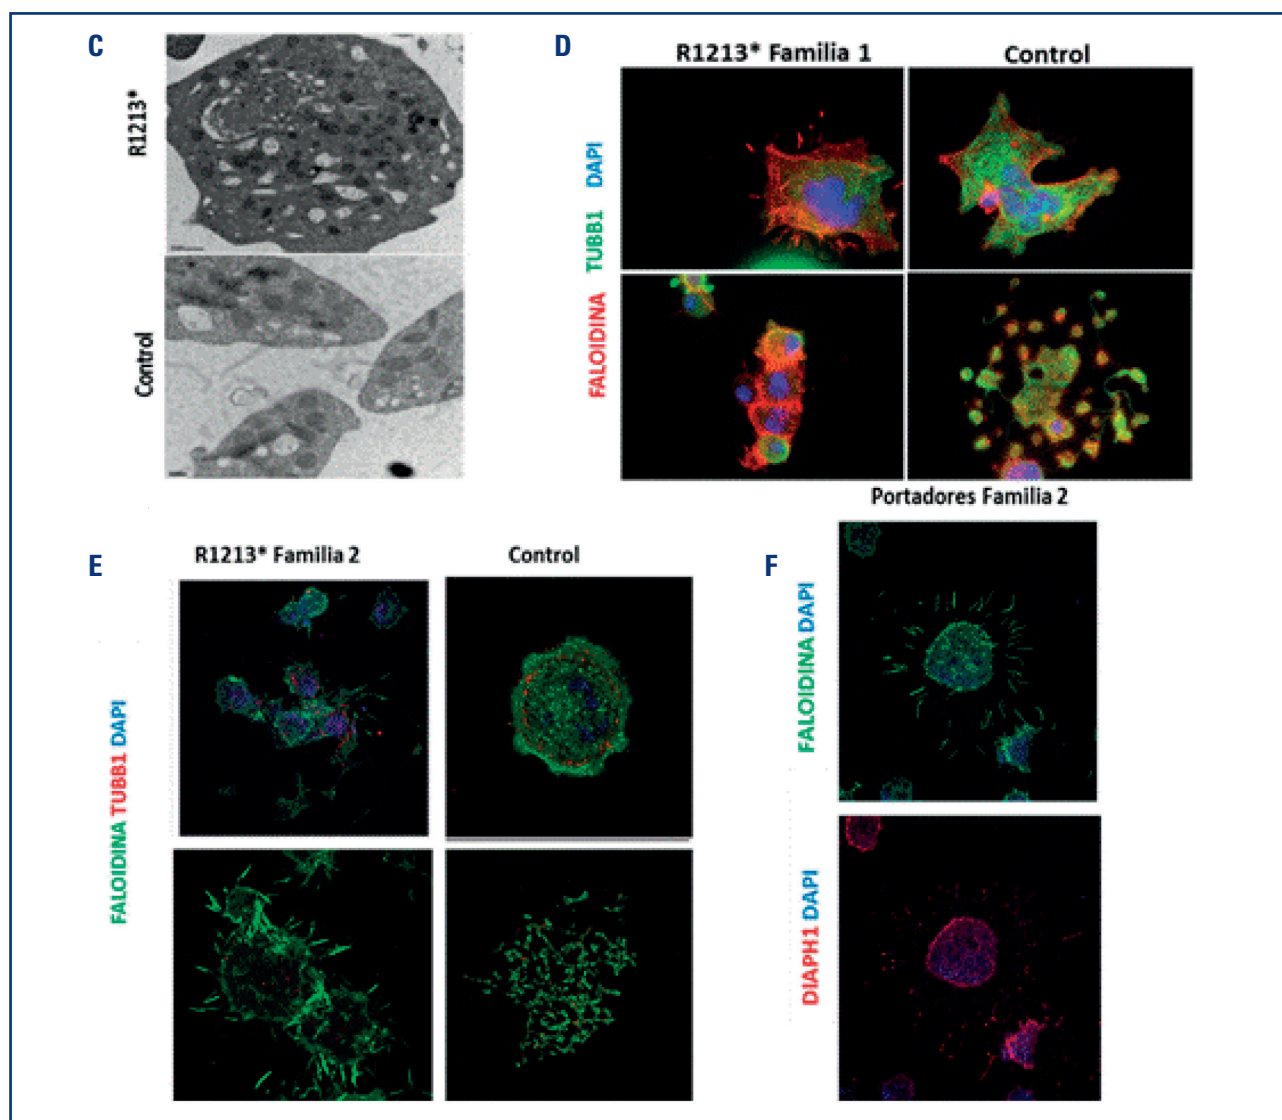 C
R1213*
Control
D
R1213* Familia 1
Control
FALOIDINA TUBB1 DAPI
E
R1213* Familia 2
Control
FALOIDINA TUBB1 DAPI
Portadores Familia 2
F
FALOIDINA DAPI
DIAPH1 DAPI